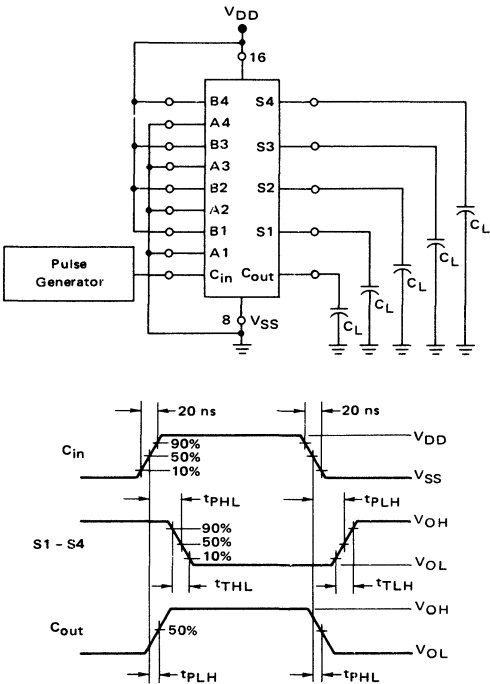 VDD
16
B4
A4
B3
A3
B2
A2
B1
A1
Cin
S4
S3
S2
S1
Cout
Pulse
Generator
CL
CL
CL
CL
CL
8
VSS
20 ns
20 ns
Cin
90%
50%
10%
VDD
VSS
tPHL
tPLH
S1 - S4
90%
50%
10%
VOH
VOL
tTHL
tTLH
Cout
50%
VOH
VOL
tPLH
tPHL